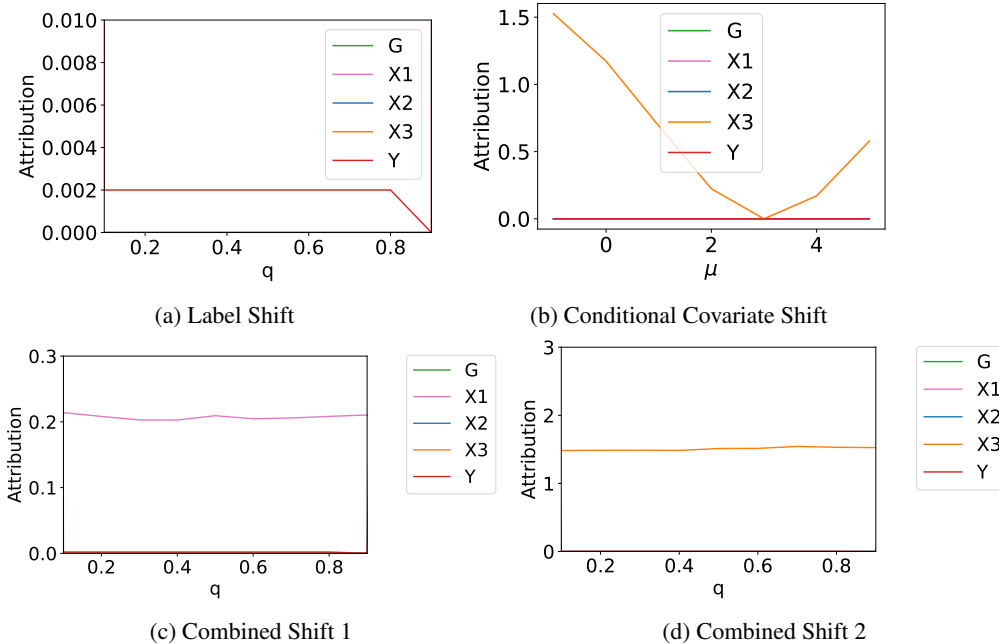 0.010
0.008
0.006
0.004
0.002
0.000
Attribution
0.2 0.4 0.6 0.8
q
G
X1
X2
X3
Y
(a) Label Shift
1.5
1.0
0.5
0.0
Attribution
0 2 4
μ
G
X1
X2
X3
Y
(b) Conditional Covariate Shift
0.3
0.2
0.1
0.0
Attribution
0.2 0.4 0.6 0.8
q
G
X1
X2
X3
Y
(c) Combined Shift 1
3
2
1
0
Attribution
0.2 0.4 0.6 0.8
q
G
X1
X2
X3
Y
(d) Combined Shift 2